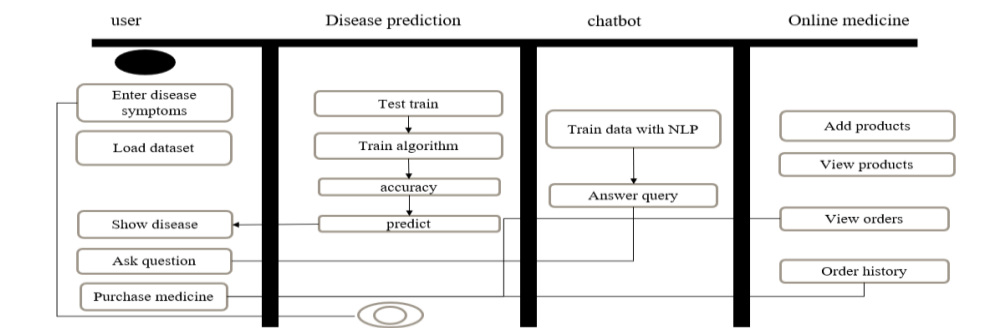 user
Disease prediction
chatbot
Online medicine
Enter disease
symptoms
Load dataset
Show disease
Ask question
Purchase medicine
Test train
Train algorithm
accuracy
predict
Train data with NLP
Answer query
Add products
View products
View orders
Order history